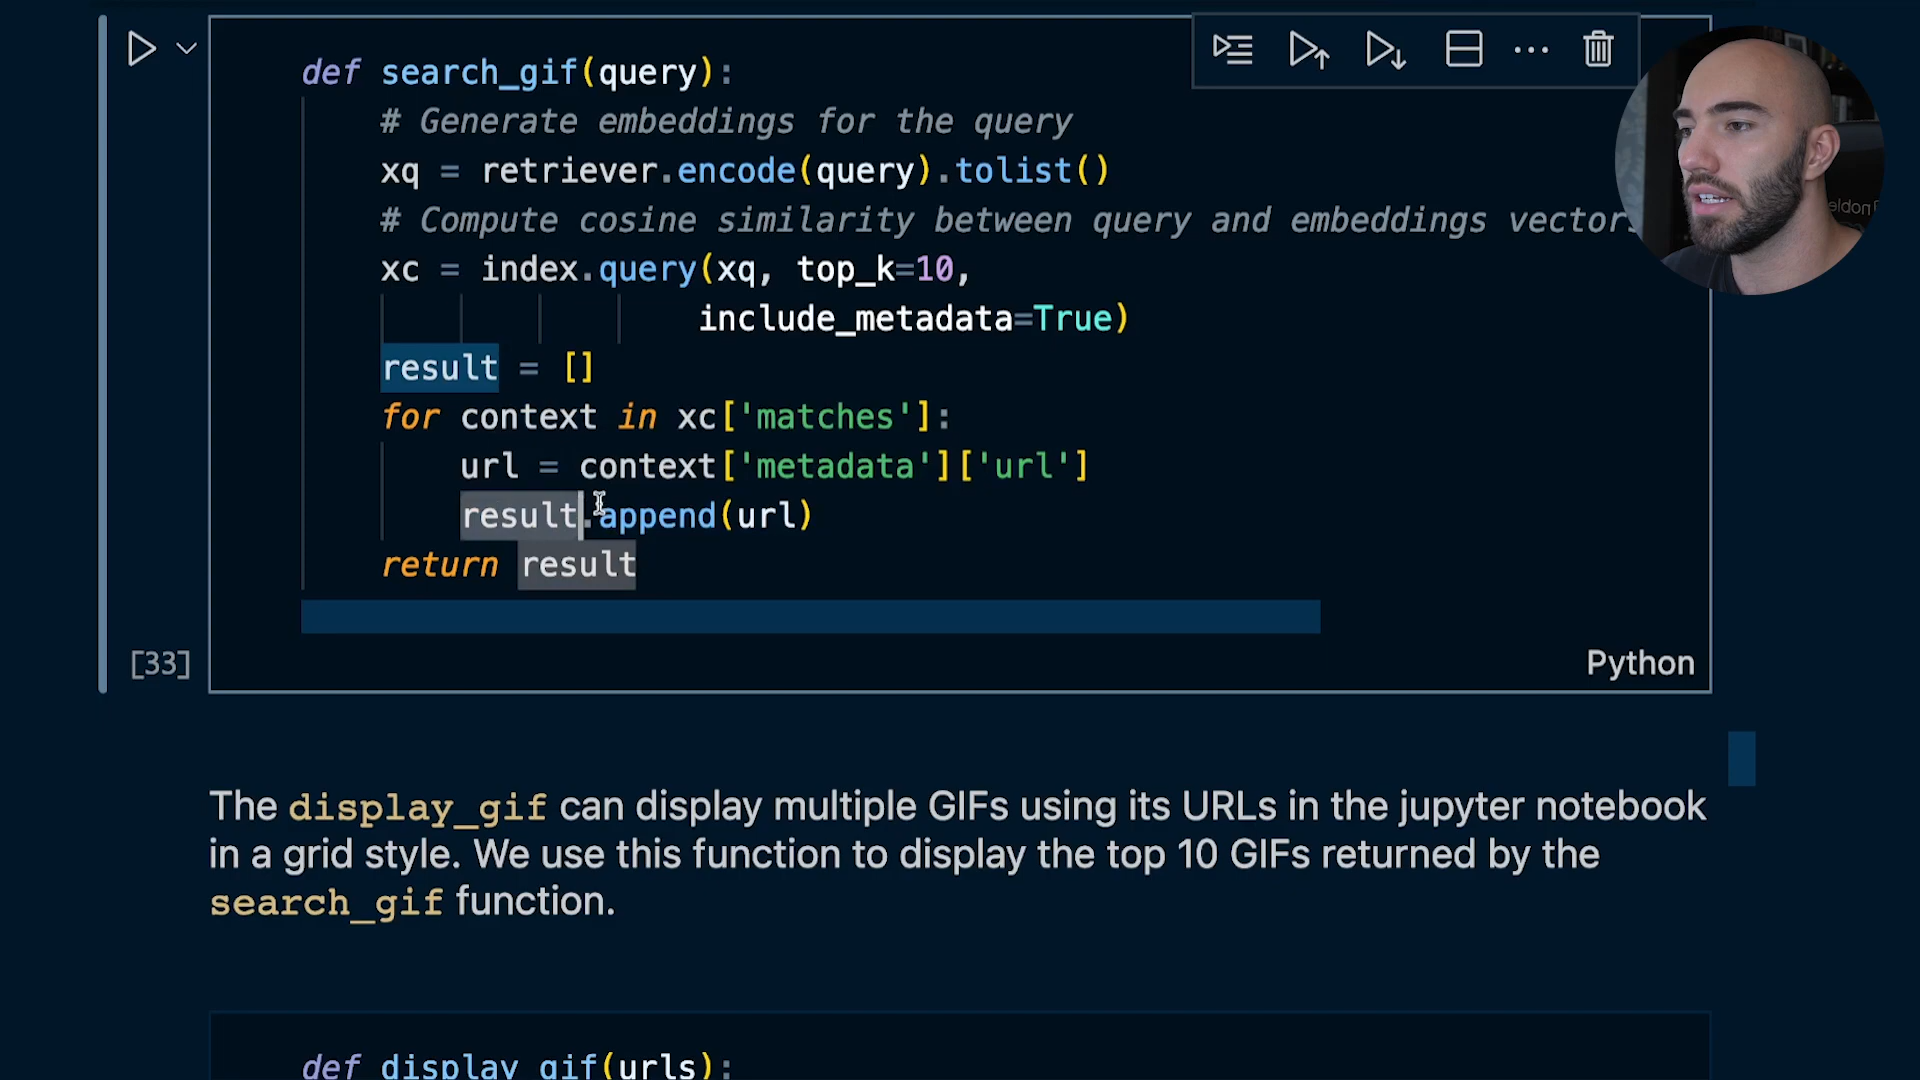 def search_gif(query):
# Generate embeddings for the query
xq = retriever.encode(query).tolist()
# Compute cosine similarity between query and embeddings vectors
xc = index.query(xq, top_k=10,
include_metadata=True)
result = []
for context in xc['matches']:
url = context['metadata']['url']
result.append(url)
return result
[33]
Python
The display_gif can display multiple GIFs using its URLs in the jupyter notebook
in a grid style. We use this function to display the top 10 GIFs returned by the
search_gif function.
def display_gif(urls):